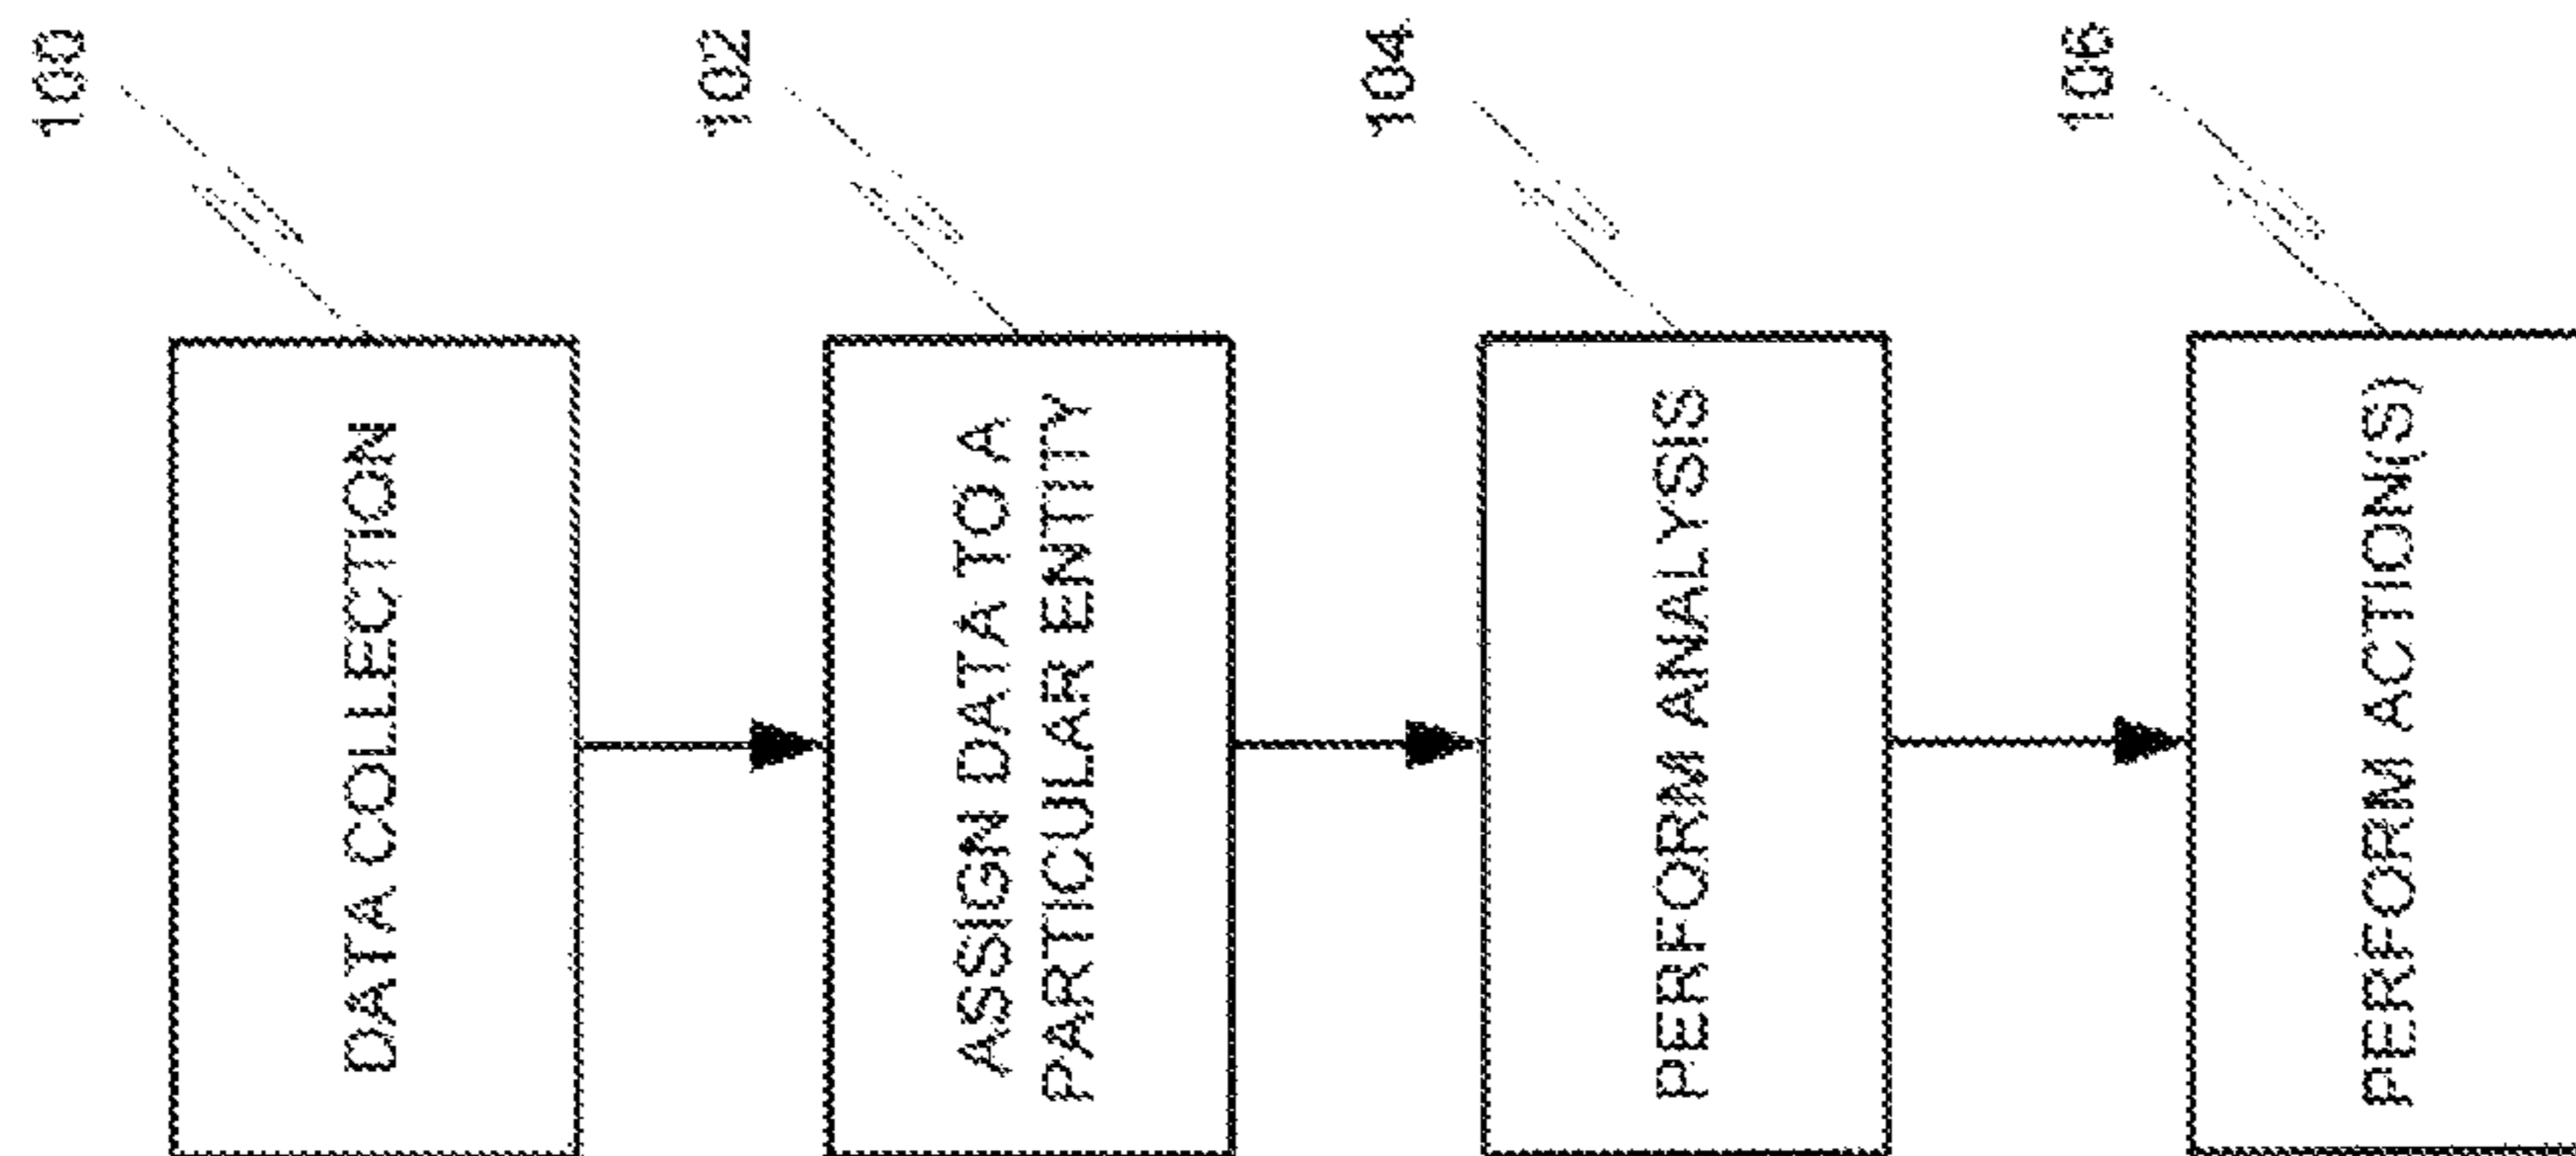 100
DATA COLLECTION
102
ASSIGN DATA TO A
PARTICULAR ENTITY
104
PERFORM ANALYSIS
106
PERFORM ACTION(S)